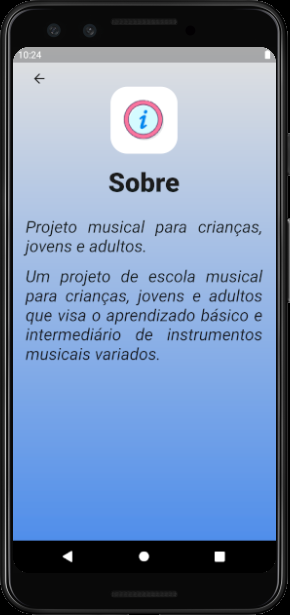 10:24
i
Sobre
Projeto musical para crianças,
jovens e adultos.
Um projeto de escola musical
para crianças, jovens e adultos
que visa o aprendizado básico e
intermediário de instrumentos
musicais variados.